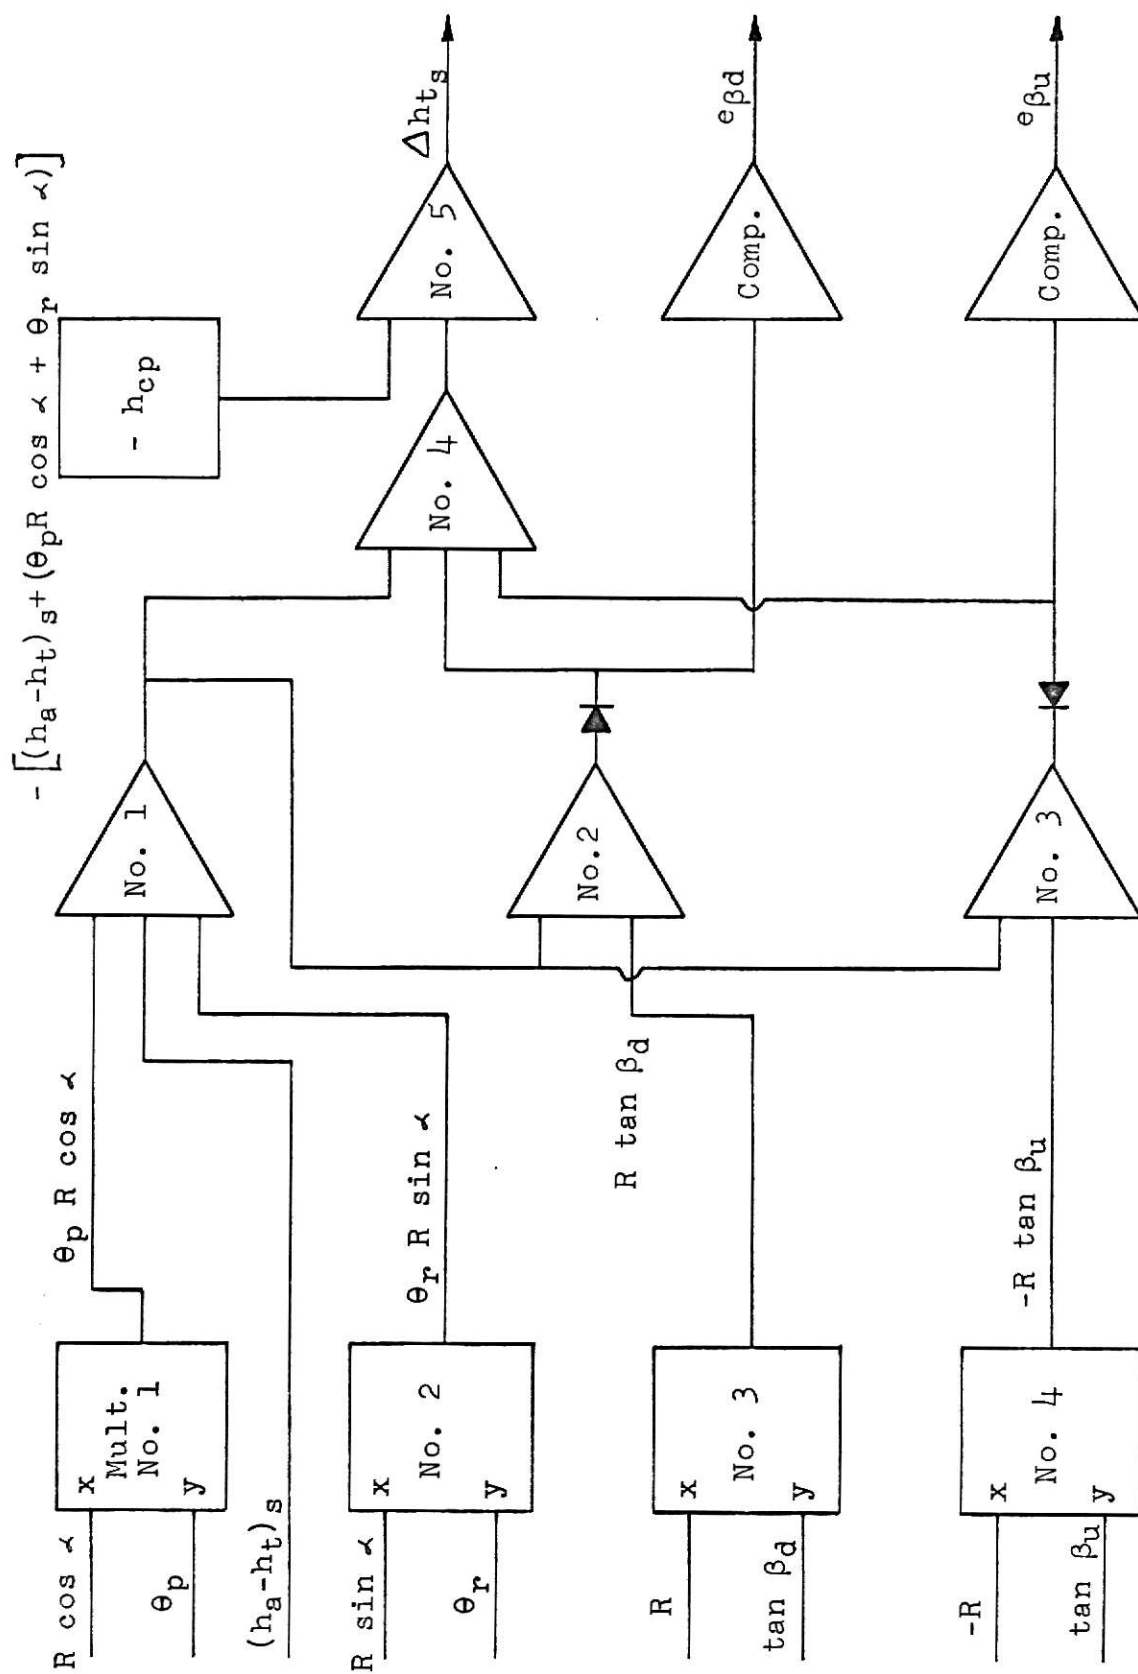 R cos α
θp
(ha-ht)s
R sin α
θr
R
tan βd
-R
tan βu
x
Mult.
No. 1
y
x
No. 2
y
x
No. 3
y
x
No. 4
y
θp R cos α
θr R sin α
R tan βd
-R tan βu
No. 1
No.2
No. 3
-[(ha-ht)s+(θpR cos α + θr sin α)]
- hcp
No. 4
No. 5
Comp.
Comp.
Δhts
eβd
eβu